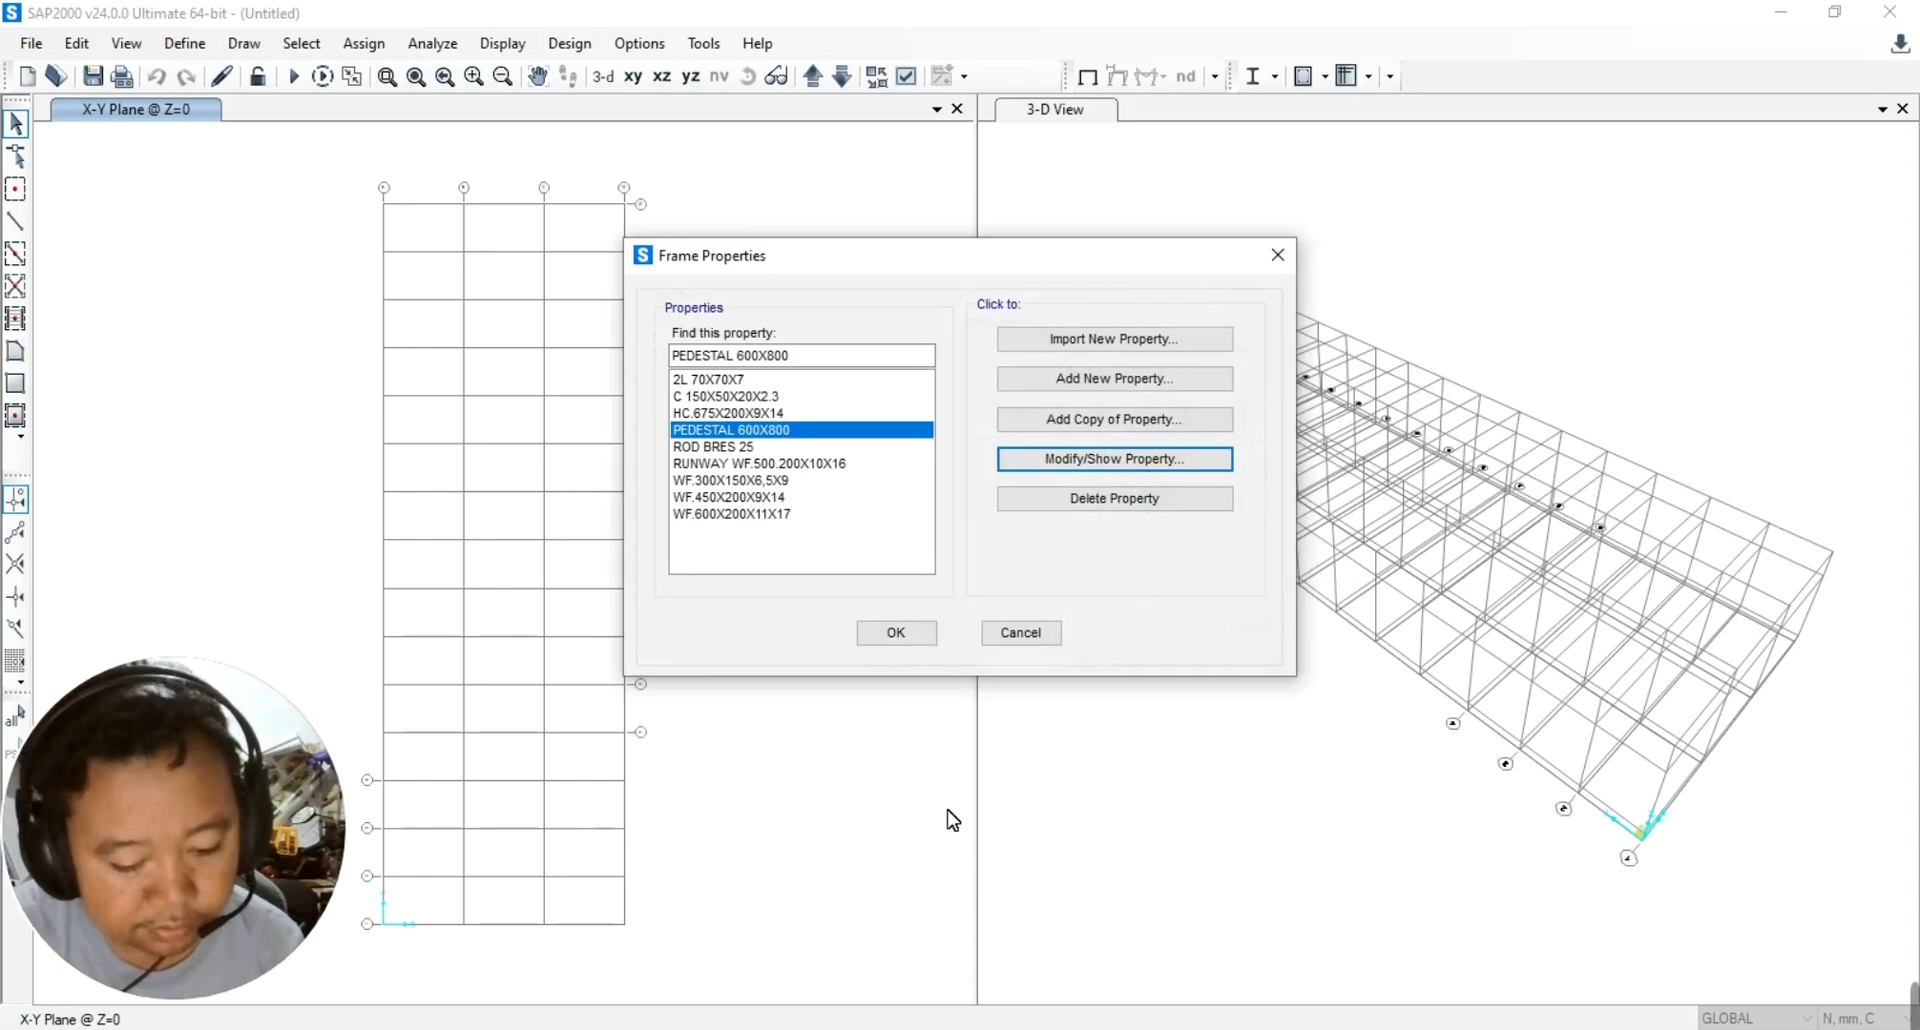 SAP2000 v24.0.0 Ultimate 64-bit - (Untitled)
File Edit View Define Draw Select Assign Analyze Display Design Options Tools Help
3-d xy xz yz nv nd
X-Y Plane @ Z=0
3-D View
Frame Properties
Properties
Find this property:
PEDESTAL 600X800
2L 70X70X7
C 150X50X20X2.3
HC.675X200X9X14
PEDESTAL 600X800
ROD BRES 25
RUNWAY WF.500.200X10X16
WF.300X150X6,5X9
WF.450X200X9X14
WF.600X200X11X17
Click to:
Import New Property...
Add New Property...
Add Copy of Property...
Modify/Show Property...
Delete Property
OK Cancel
all
X-Y Plane @ Z=0
GLOBAL
N, mm, C